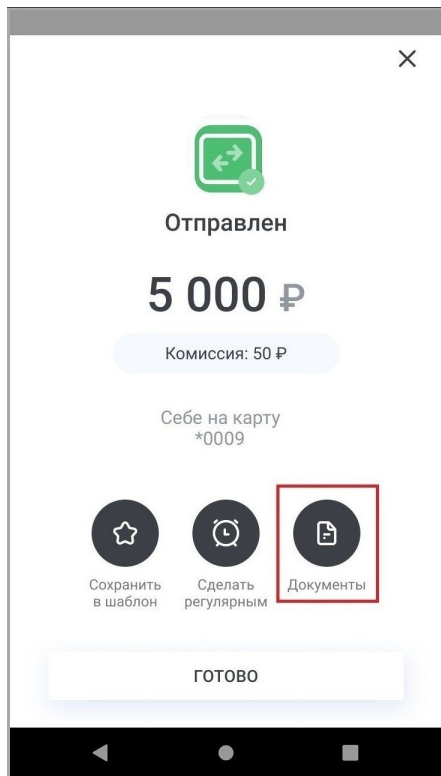 Отправлен
5 000 ₽
Комиссия: 50 ₽
Себе на карту
*0009
Сохранить
в шаблон
Сделать
регулярным
Документы
ГОТОВО